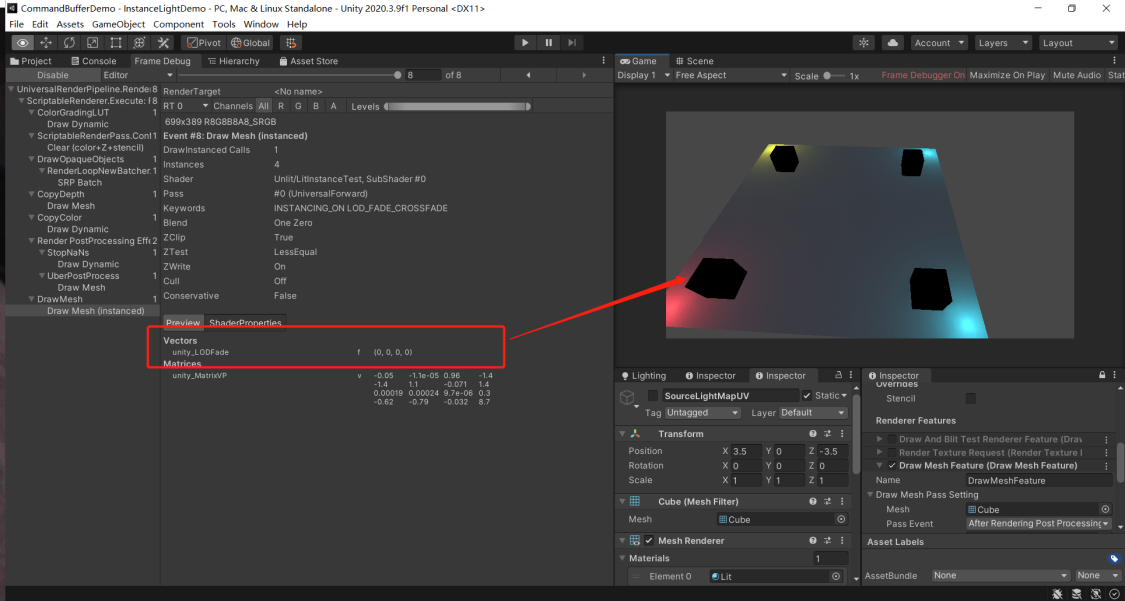 CommandBufferDemo - InstanceLightDemo - PC, Mac & Linux Standalone - Unity 2020.3.9f1 Personal <DX11>
File Edit Assets GameObject Component Tools Window Help
Pivot Global Account Layers Layout
Project Console Frame Debug Hierarchy Asset Store
Disable Editor 8 of 8
UniversalRenderPipeline.Render 8
ScriptableRenderer.Execute: f 8
ColorGradingLUT 1
Draw Dynamic
ScriptableRenderPass.Conf 1
Clear (color+Z+stencil)
DrawOpaqueObjects 1
RenderLoopNewBatcher. 1
SRP Batch
CopyDepth 1
Draw Mesh
CopyColor 1
Draw Dynamic
Render PostProcessing Effe 2
StopNaNs 1
Draw Dynamic
UberPostProcess 1
Draw Mesh
DrawMesh 1
Draw Mesh (instanced)
RenderTarget <No name>
RT 0 Channels All R G B A Levels
699x389 R8G8B8A8_SRGB
Event #8: Draw Mesh (instanced)
DrawInstanced Calls 1
Instances 4
Shader Unlit/LitInstanceTest, SubShader #0
Pass #0 (UniversalForward)
Keywords INSTANCING_ON LOD_FADE_CROSSFADE
Blend One Zero
ZClip True
ZTest LessEqual
ZWrite On
Cull Off
Conservative False
Preview ShaderProperties
Vectors
unity_LODFade f (0, 0, 0, 0)
Matrices
unity_MatrixVP v -0.05 -1.1e-05 0.96 -1.4
-1.4 1.1 -0.071 1.4
0.00019 0.00024 9.7e-06 0.3
-0.62 -0.79 -0.032 8.7
Game Scene
Display 1 Free Aspect Scale 1x Frame Debugger On Maximize On Play Mute Audio Stat
Lighting Inspector Inspector
SourceLightMapUV Static
Tag Untagged Layer Default
Transform
Position X 3.5 Y 0 Z -3.5
Rotation X 0 Y 0 Z 0
Scale X 1 Y 1 Z 1
Cube (Mesh Filter)
Mesh Cube
Mesh Renderer
Materials 1
Element 0 Lit
Inspector
Overrides
Stencil
Renderer Features
Draw And Blit Test Renderer Feature (Drav
Render Texture Request (Render Texture I
Draw Mesh Feature (Draw Mesh Feature)
Name DrawMeshFeature
Draw Mesh Pass Setting
Mesh Cube
Pass Event After Rendering Post Processing
Asset Labels
AssetBundle None None